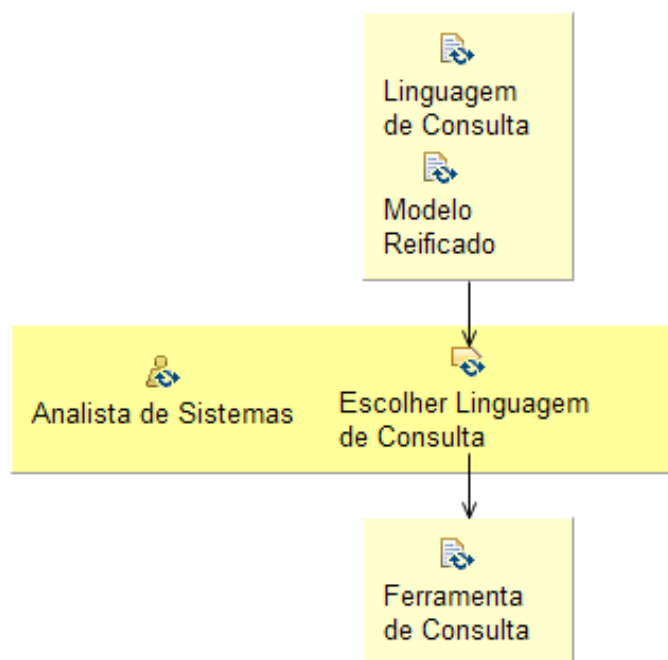 Linguagem
de Consulta
Modelo
Reificado
Analista de Sistemas
Escolher Linguagem
de Consulta
Ferramenta
de Consulta